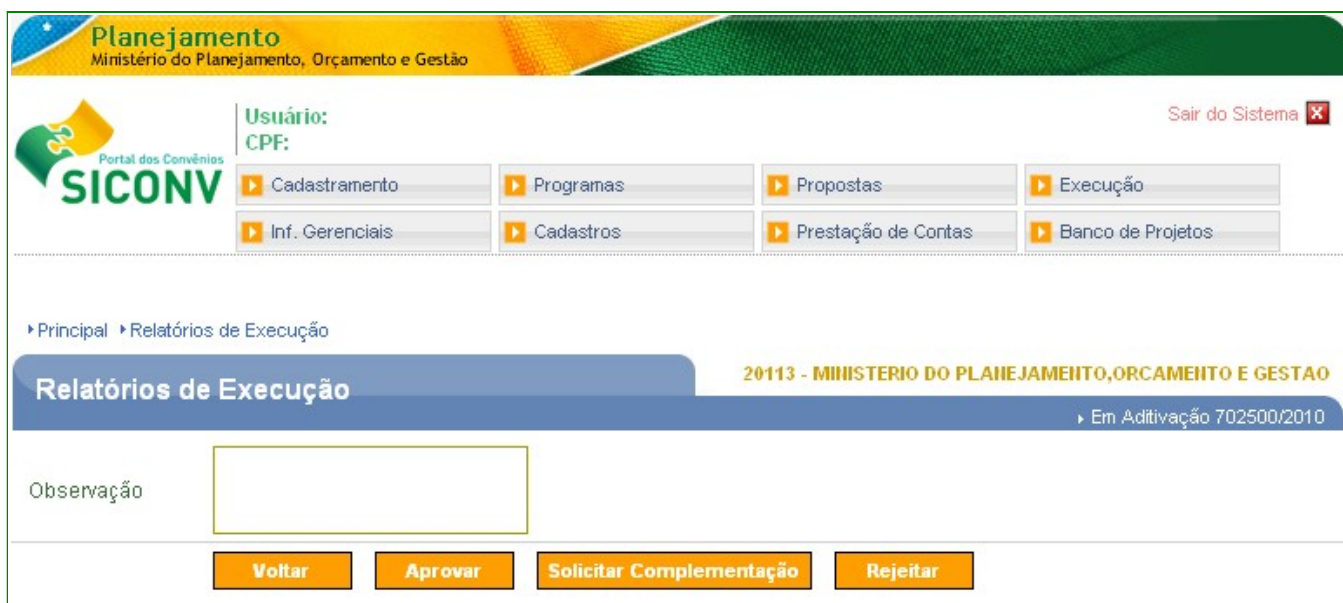 Planejamento
Ministério do Planejamento, Orçamento e Gestão
Portal dos Convênios
SICONV
Usuário:
CPF:
Sair do Sistema
Cadastramento
Programas
Propostas
Execução
Inf. Gerenciais
Cadastros
Prestação de Contas
Banco de Projetos
Principal Relatórios de Execução
Relatórios de Execução
20113 - MINISTERIO DO PLANEJAMENTO,ORCAMENTO E GESTAO
Em Aditivação 702500/2010
Observação
Voltar
Aprovar
Solicitar Complementação
Rejeitar